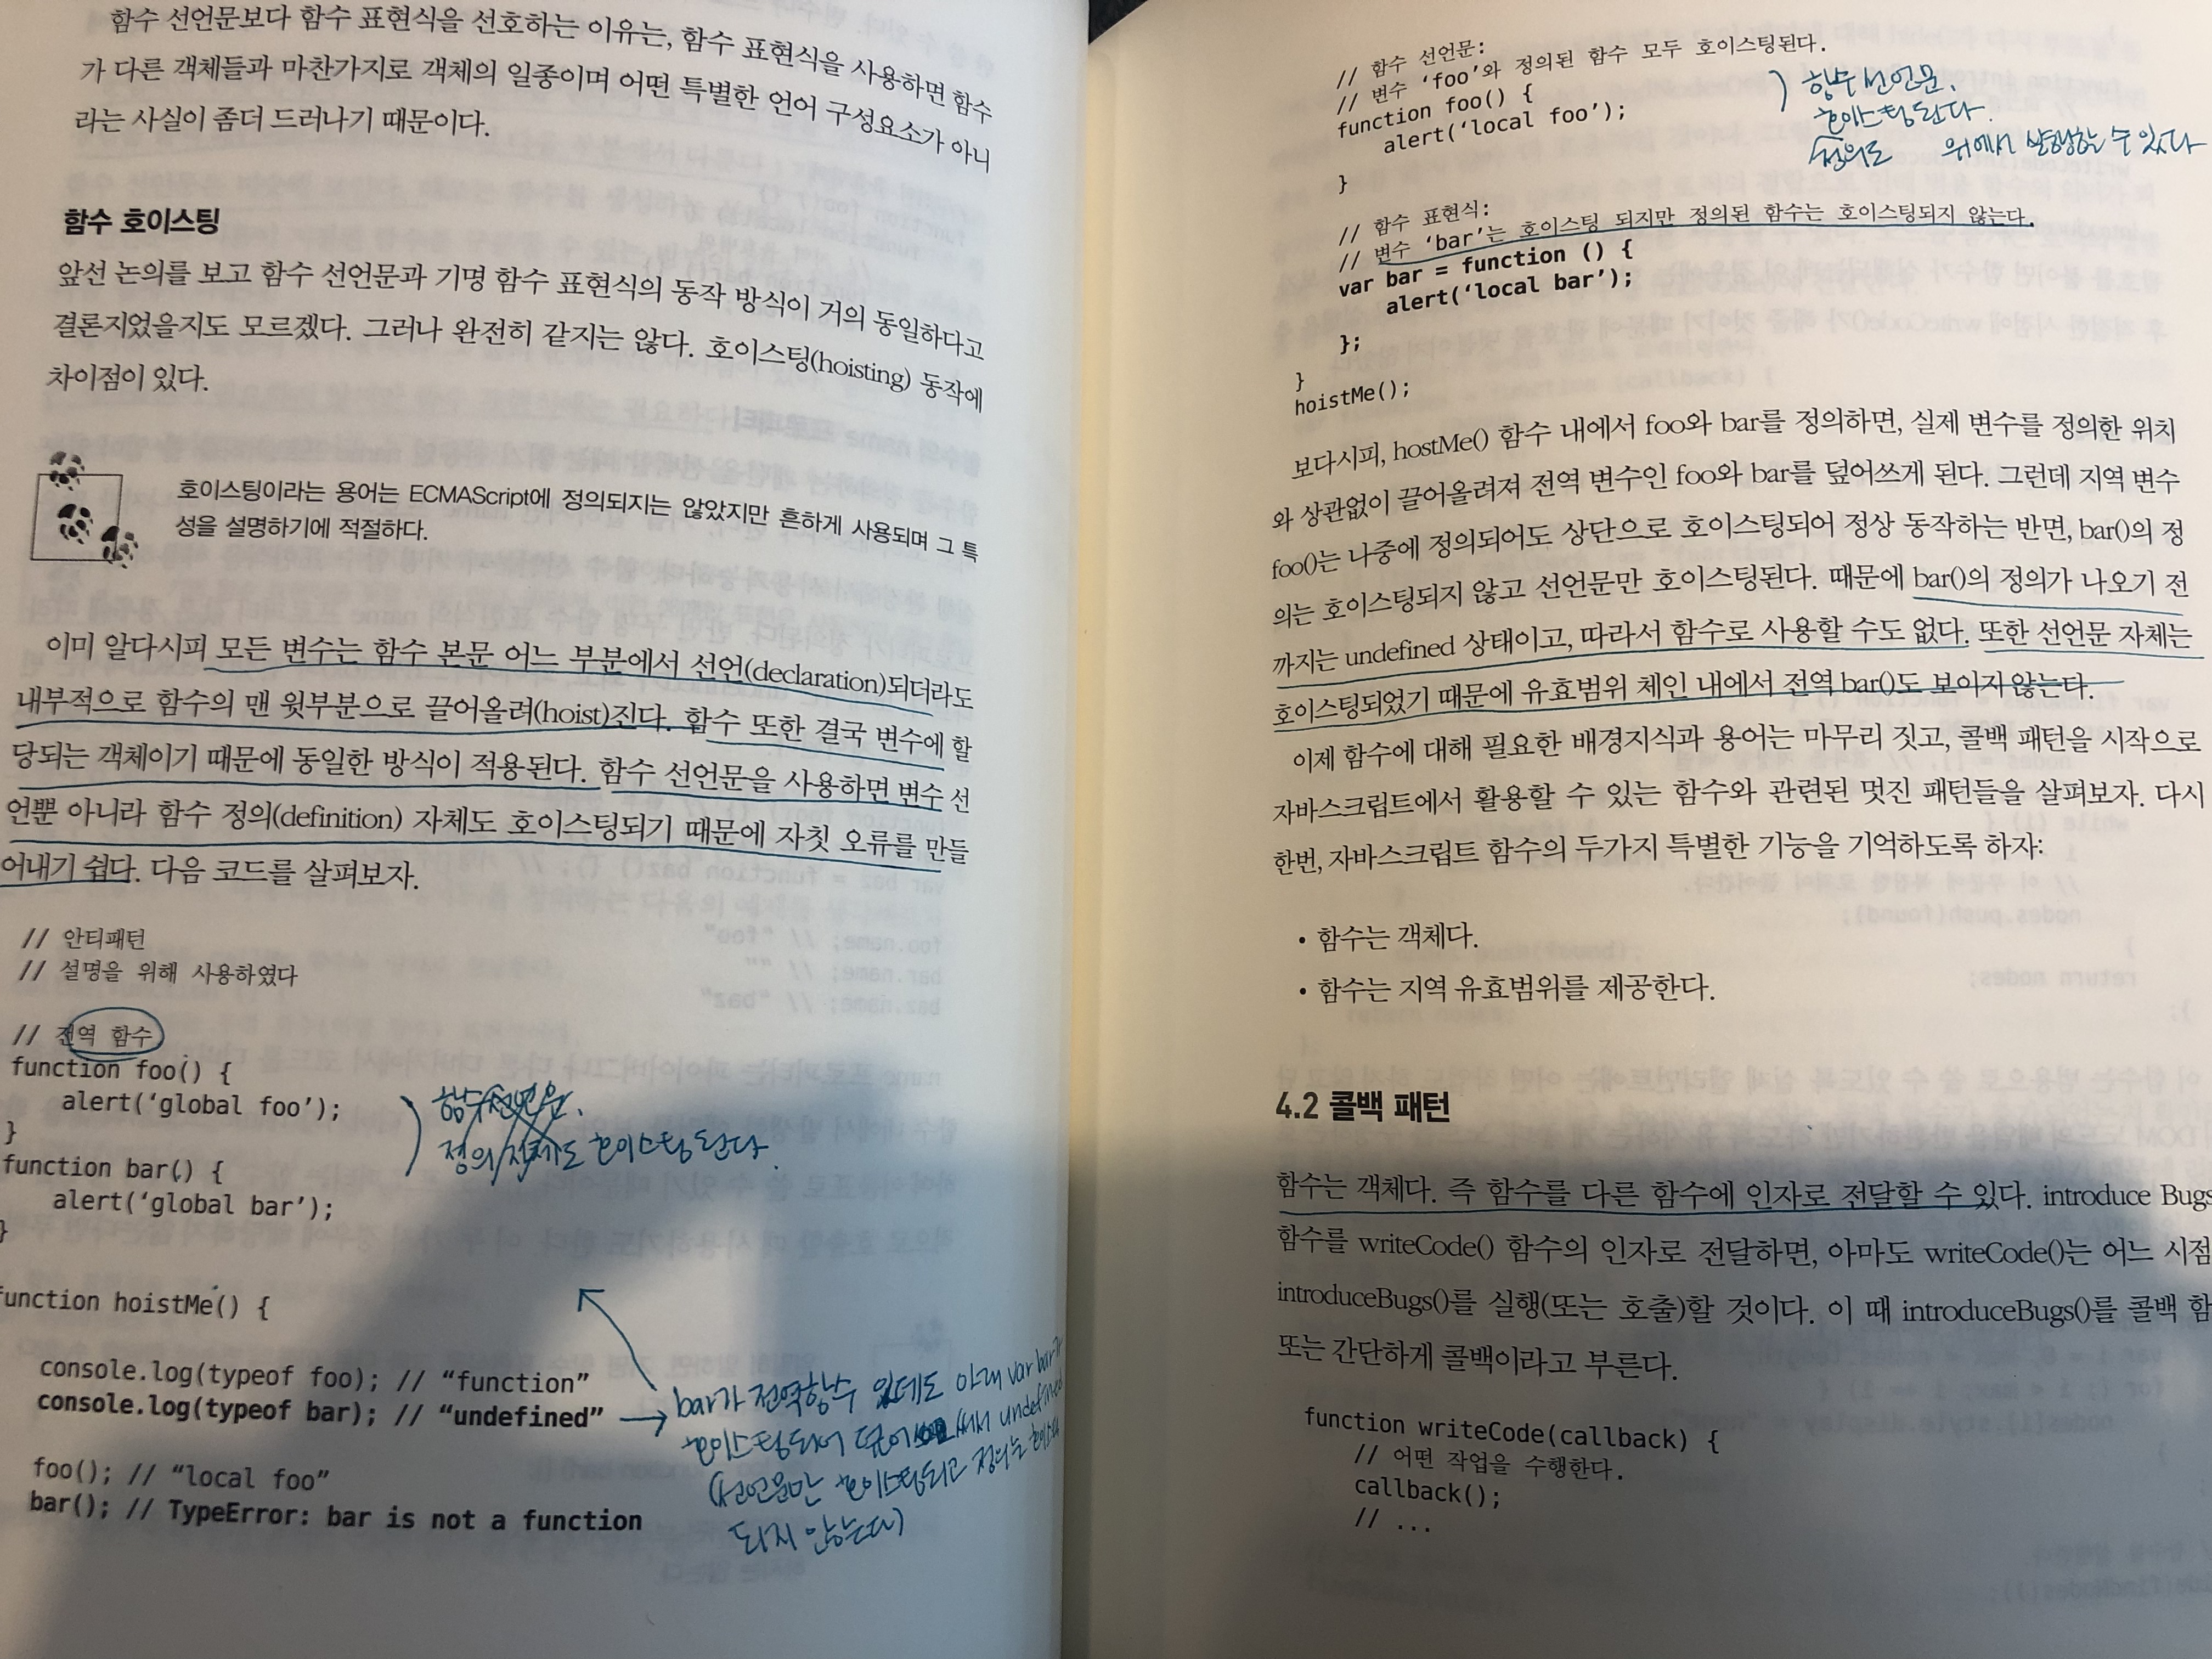 함수 선언문보다 함수 표현식을 선호하는 이유는, 함수 표현식을 사용하면 함수
가 다른 객체들과 마찬가지로 객체의 일종이며 어떤 특별한 언어 구성요소가 아니
라는 사실이 좀더 드러나기 때문이다.
함수 호이스팅
앞선 논의를 보고 함수 선언문과 기명 함수 표현식의 동작 방식이 거의 동일하다고
결론지었을지도 모르겠다. 그러나 완전히 같지는 않다. 호이스팅(hoisting) 동작에
차이점이 있다.
호이스팅이라는 용어는 ECMAScript에 정의되지는 않았지만 흔하게 사용되며 그 특
성을 설명하기에 적절하다.
이미 알다시피 모든 변수는 함수 본문 어느 부분에서 선언(declaration)되더라도
내부적으로 함수의 맨 윗부분으로 끌어올려(hoist)진다. 함수 또한 결국 변수에 할
당되는 객체이기 때문에 동일한 방식이 적용된다. 함수 선언문을 사용하면 변수 선
언뿐 아니라 함수 정의(definition) 자체도 호이스팅되기 때문에 자칫 오류를 만들
어내기 쉽다. 다음 코드를 살펴보자.
// 안티패턴
// 설명을 위해 사용하였다
// 전역 함수
function foo() {
alert(‘global foo’);
}
function bar() {
alert(‘global bar’);
}
함수선언은.
정의/자체도 호이스팅 된다.
function hoistMe() {
console.log(typeof foo); // “function”
console.log(typeof bar); // “undefined”
foo(); // “local foo”
bar(); // TypeError: bar is not a function
bar가 전역함수 인데도 아래 var bar가
호이스팅되어 덮어 써서 undefined
(선언문만 호이스팅되고 정의는 호이스팅
되지 않는다)
// 함수 선언문:
// 변수 ‘foo’와 정의된 함수 모두 호이스팅된다.
function foo() {
alert(‘local foo’);
}
함수 선언문.
호이스팅 된다.
정의도 위에서 실행할 수 있다
// 함수 표현식:
// 변수 ‘bar’는 호이스팅 되지만 정의된 함수는 호이스팅되지 않는다.
var bar = function () {
alert(‘local bar’);
};
}
hoistMe();
보다시피, hostMe() 함수 내에서 foo와 bar를 정의하면, 실제 변수를 정의한 위치
와 상관없이 끌어올려져 전역 변수인 foo와 bar를 덮어쓰게 된다. 그런데 지역 변수
foo()는 나중에 정의되어도 상단으로 호이스팅되어 정상 동작하는 반면, bar()의 정
의는 호이스팅되지 않고 선언문만 호이스팅된다. 때문에 bar()의 정의가 나오기 전
까지는 undefined 상태이고, 따라서 함수로 사용할 수도 없다. 또한 선언문 자체는
호이스팅되었기 때문에 유효범위 체인 내에서 전역 bar()도 보이지 않는다.
이제 함수에 대해 필요한 배경지식과 용어는 마무리 짓고, 콜백 패턴을 시작으로
자바스크립트에서 활용할 수 있는 함수와 관련된 멋진 패턴들을 살펴보자. 다시
한번, 자바스크립트 함수의 두가지 특별한 기능을 기억하도록 하자:
• 함수는 객체다.
• 함수는 지역 유효범위를 제공한다.
4.2 콜백 패턴
함수는 객체다. 즉 함수를 다른 함수에 인자로 전달할 수 있다. introduce Bugs
함수를 writeCode() 함수의 인자로 전달하면, 아마도 writeCode()는 어느 시점
introduceBugs()를 실행(또는 호출)할 것이다. 이 때 introduceBugs()를 콜백 함
또는 간단하게 콜백이라고 부른다.
function writeCode(callback) {
// 어떤 작업을 수행한다.
callback();
// ...